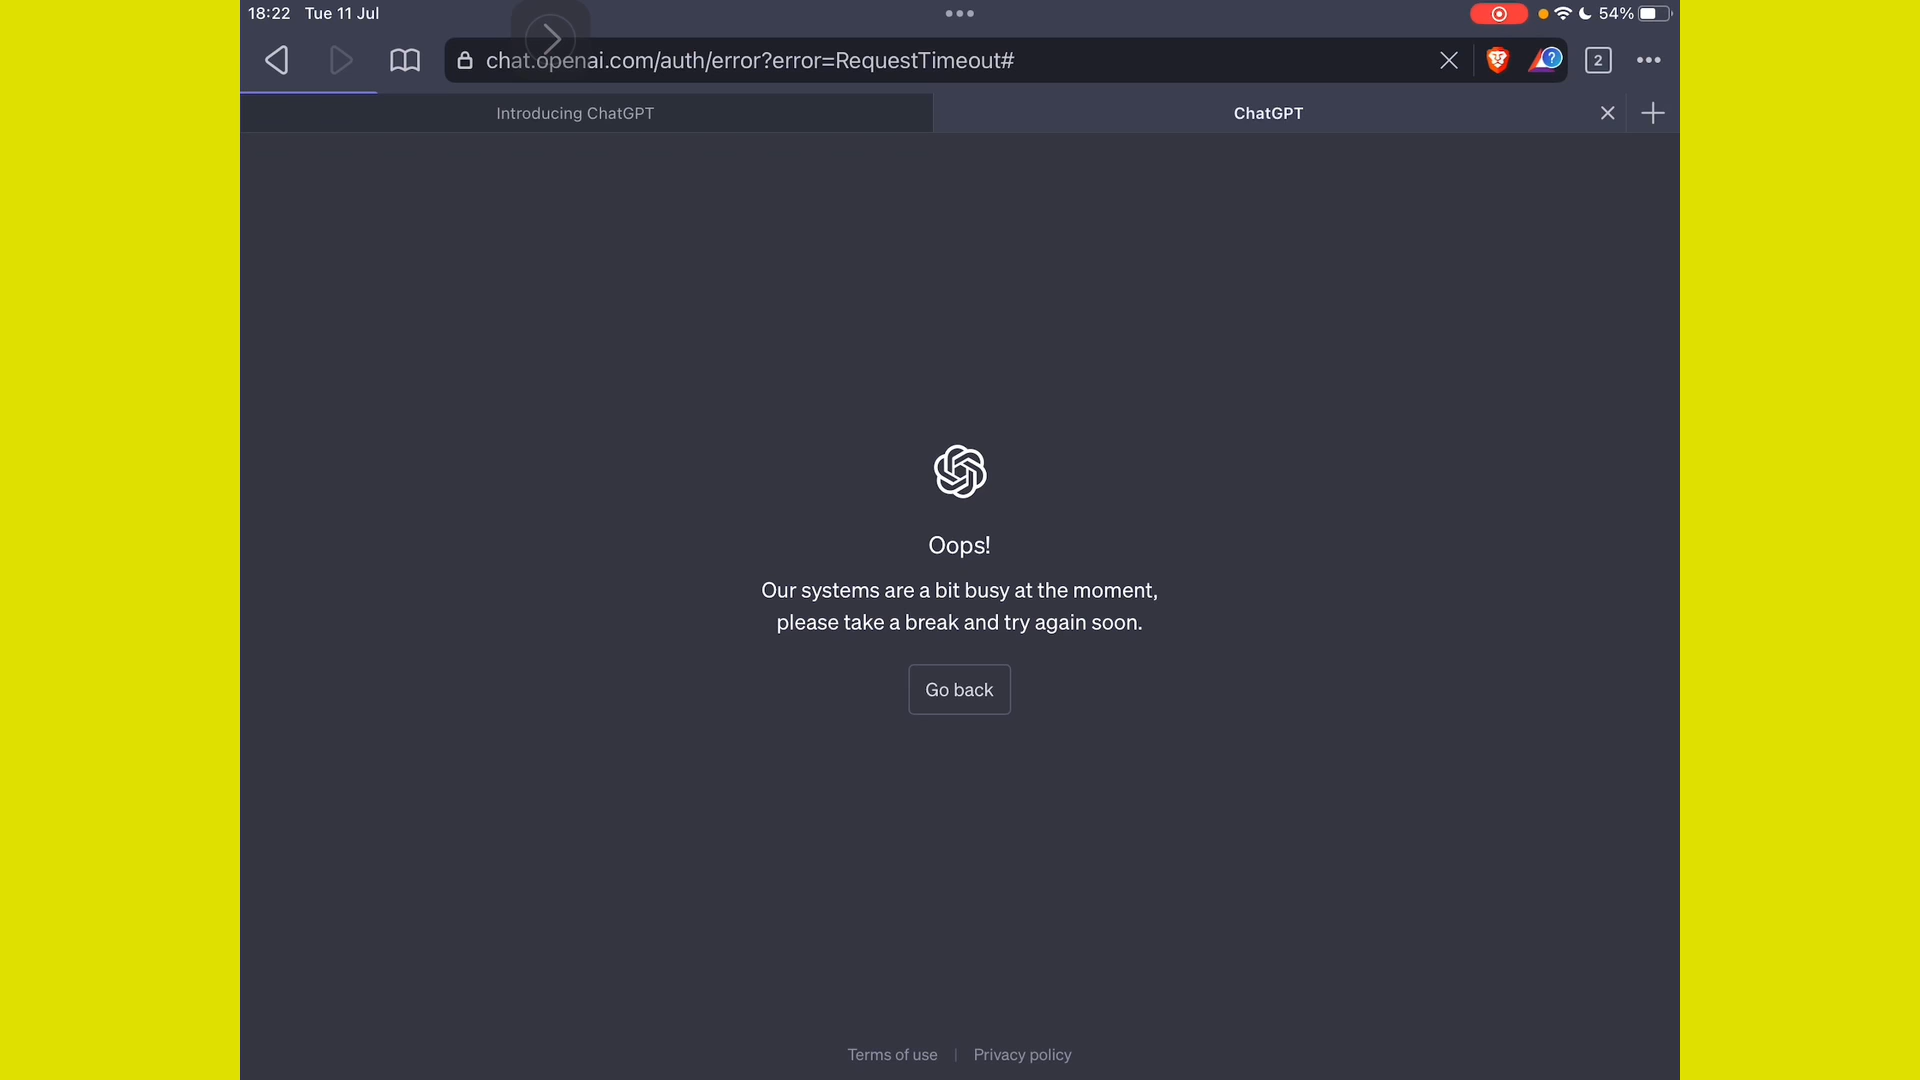 18:22 Tue 11 Jul
54%
chat.openai.com/auth/error?error=RequestTimeout#
2
Introducing ChatGPT
ChatGPT
Oops!
Our systems are a bit busy at the moment,
please take a break and try again soon.
Go back
Terms of use | Privacy policy